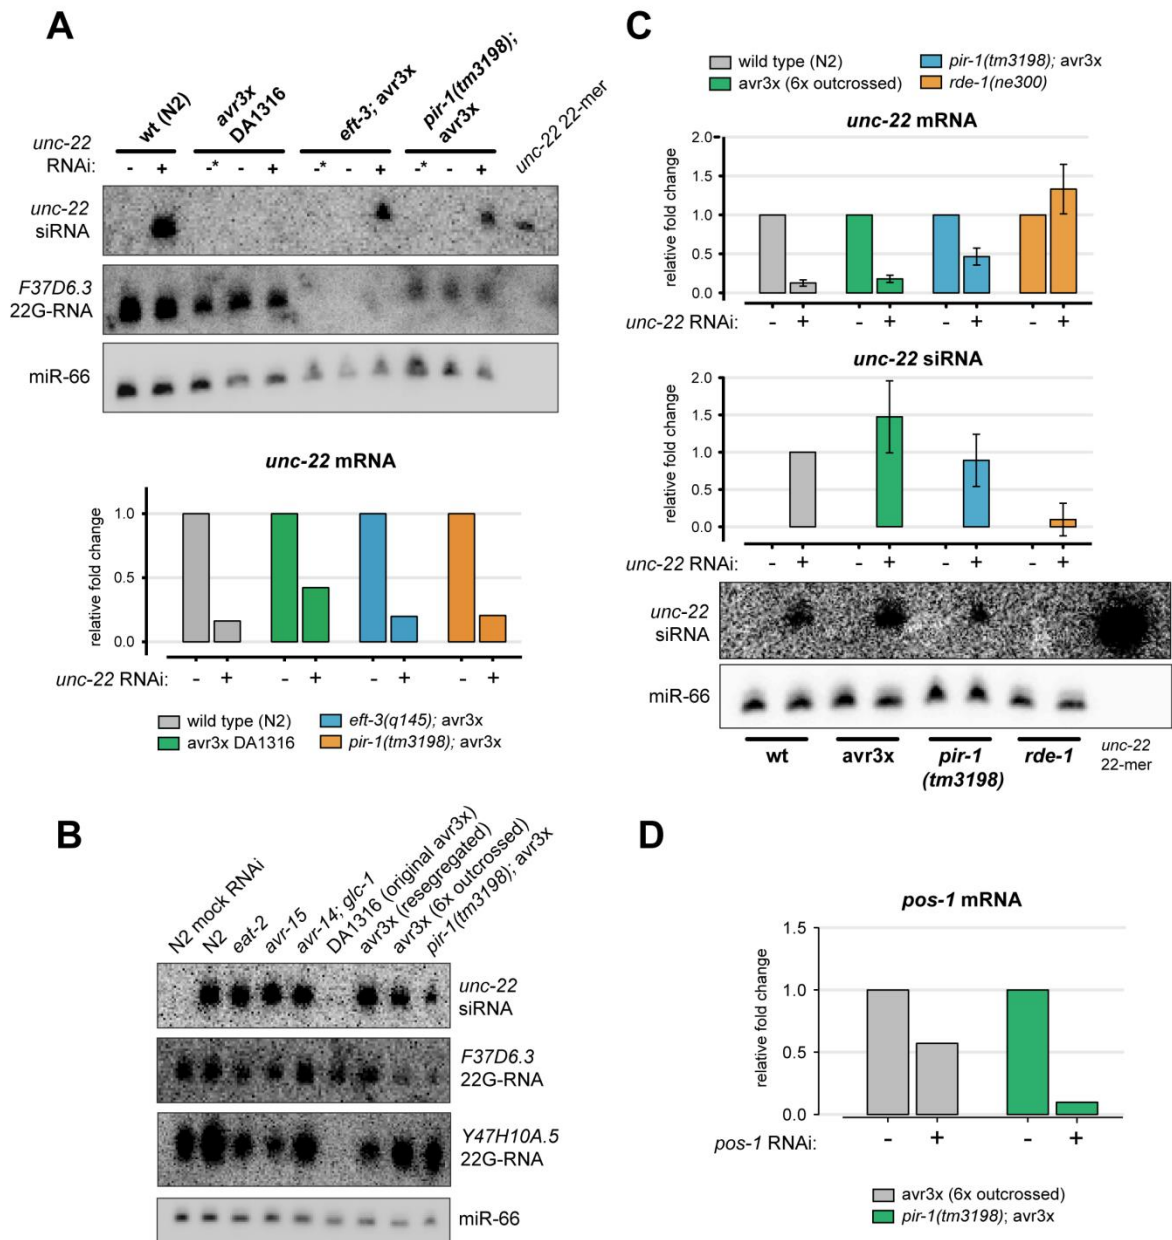 A
wt (N2)
avr3x
DA1316
eft-3; avr3x
pir-1(tm3198);
avr3x
unc-22 22-mer
unc-22
RNAi: - + -* - + -* - + -* - +
unc-22
siRNA
F37D6.3
22G-RNA
miR-66
unc-22 mRNA
relative fold change
1.0
0.5
0.0
unc-22 RNAi: - + - + - + - +
wild type (N2)
avr3x DA1316
eft-3(q145); avr3x
pir-1(tm3198); avr3x
B
N2 mock RNAi
N2
eat-2
avr-15
avr-14; glc-1
DA1316 (original avr3x)
avr3x (resegregated)
avr3x (6x outcrossed)
pir-1(tm3198); avr3x
unc-22
siRNA
F37D6.3
22G-RNA
Y47H10A.5
22G-RNA
miR-66
C
wild type (N2)
avr3x (6x outcrossed)
pir-1(tm3198); avr3x
rde-1(ne300)
unc-22 mRNA
relative fold change
2.0
1.5
1.0
0.5
0.0
unc-22 RNAi: - + - + - + - +
unc-22 siRNA
relative fold change
2.0
1.5
1.0
0.5
0.0
unc-22 RNAi: - + - + - + - +
unc-22
siRNA
miR-66
wt
avr3x
pir-1
(tm3198)
rde-1
unc-22
22-mer
D
pos-1 mRNA
relative fold change
1.5
1.0
0.5
0.0
pos-1 RNAi: - + - +
avr3x (6x outcrossed)
pir-1(tm3198); avr3x